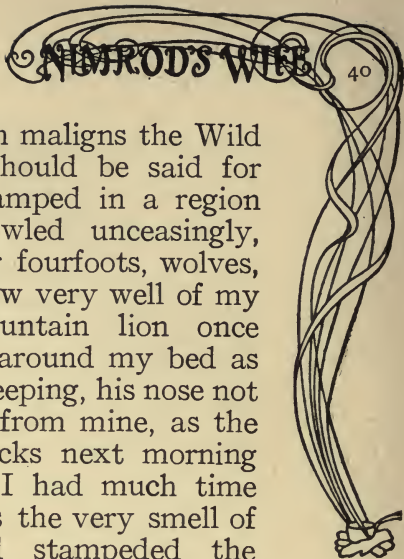 NIMROD'S WIFE 40
n maligns the Wild
hould be said for
amped in a region
wled unceasingly,
r fourfoots, wolves,
w very well of my
untain lion once
around my bed as
eeping, his nose not
from mine, as the
cks next morning
I had much time
s the very smell of
stampeded the